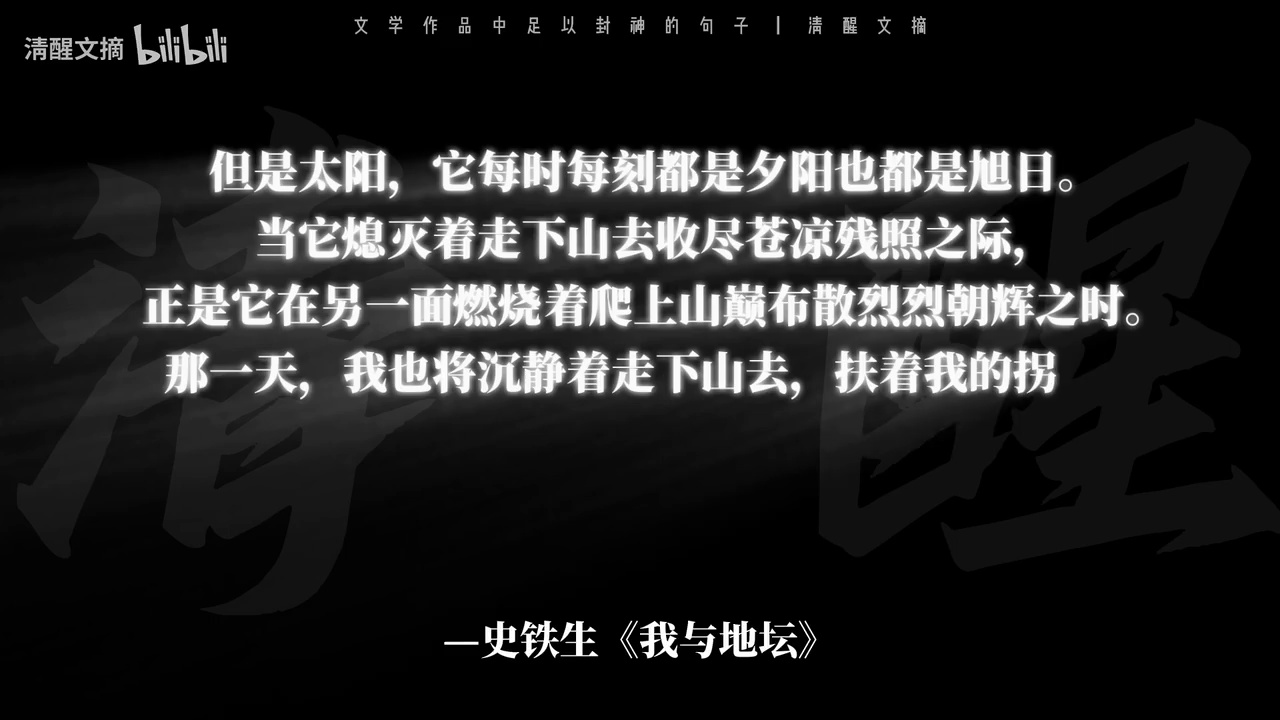 文学作品中足以封神的句子 | 清醒文摘
清醒文摘 bilibili
清醒
但是太阳，它每时每刻都是夕阳也都是旭日。
当它熄灭着走下山去收尽苍凉残照之际，
正是它在另一面燃烧着爬上山巅布散烈烈朝辉之时。
那一天，我也将沉静着走下山去，扶着我的拐
—史铁生《我与地坛》